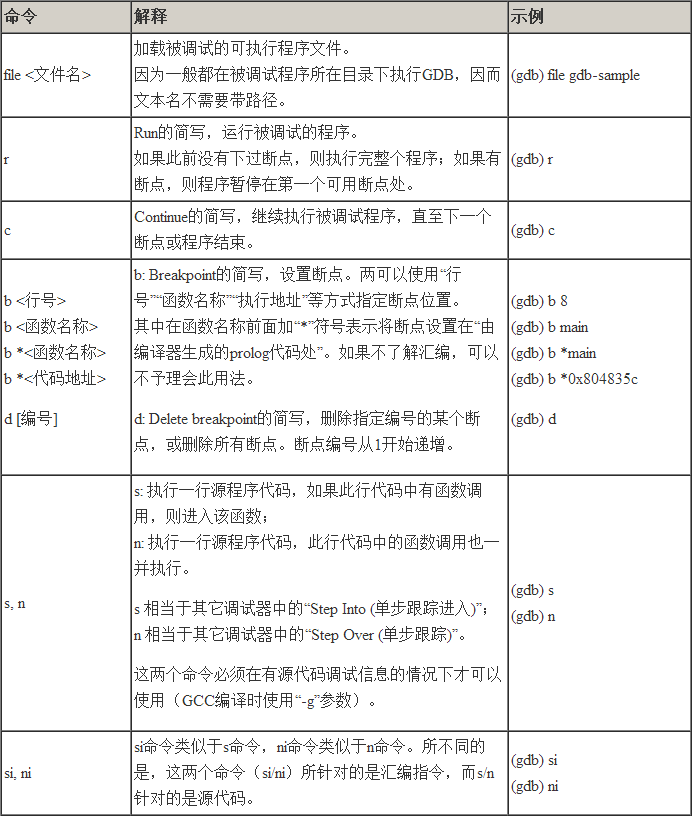 命令 解释 示例
file <文件名>
加载被调试的可执行程序文件。
因为一般都在被调试程序所在目录下执行GDB，因而
文本名不需要带路径。
(gdb) file gdb-sample
r
Run的简写，运行被调试的程序。
如果此前没有下过断点，则执行完整个程序；如果有
断点，则程序暂停在第一个可用断点处。
(gdb) r
c
Continue的简写，继续执行被调试程序，直至下一个
断点或程序结束。
(gdb) c
b <行号>
b <函数名称>
b *<函数名称>
b *<代码地址>
d [编号]
b: Breakpoint的简写，设置断点。两可以使用“行
号”“函数名称”“执行地址”等方式指定断点位置。
其中在函数名称前面加“*”符号表示将断点设置在“由
编译器生成的prolog代码处”。如果不了解汇编，可以
不予理会此用法。
d: Delete breakpoint的简写，删除指定编号的某个断
点，或删除所有断点。断点编号从1开始递增。
(gdb) b 8
(gdb) b main
(gdb) b *main
(gdb) b *0x804835c
(gdb) d
s, n
s: 执行一行源程序代码，如果此行代码中有函数调
用，则进入该函数；
n: 执行一行源程序代码，此行代码中的函数调用也一
并执行。
s 相当于其它调试器中的“Step Into (单步跟踪进入)”；
n 相当于其它调试器中的“Step Over (单步跟踪)”。
这两个命令必须在有源代码调试信息的情况下才可以
使用（GCC编译时使用“-g”参数）。
(gdb) s
(gdb) n
si, ni
si命令类似于s命令，ni命令类似于n命令。所不同的
是，这两个命令（si/ni）所针对的是汇编指令，而s/n
针对的是源代码。
(gdb) si
(gdb) ni